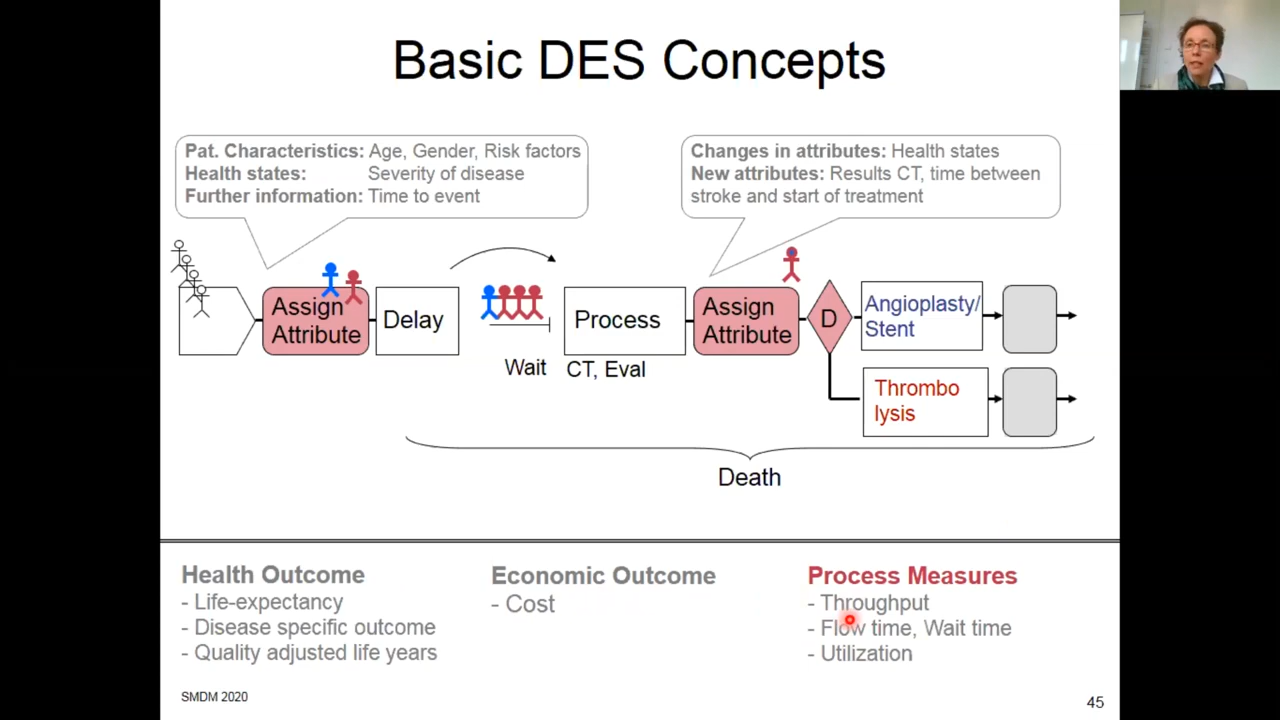 Basic DES Concepts
Pat. Characteristics: Age, Gender, Risk factors
Health states: Severity of disease
Further information: Time to event
Changes in attributes: Health states
New attributes: Results CT, time between
stroke and start of treatment
Assign
Attribute
Delay
Wait
Process
CT, Eval
Assign
Attribute
D
Angioplasty/
Stent
Thrombo
lysis
Death
Health Outcome
- Life-expectancy
- Disease specific outcome
- Quality adjusted life years
Economic Outcome
- Cost
Process Measures
- Throughput
- Flow time, Wait time
- Utilization
SMDM 2020
45